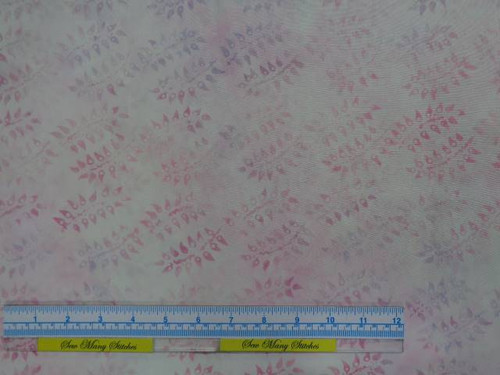 1 2 3 4 5 6 7 8 9 10 11 12
Sew Many Stitches Sew Many Stitches